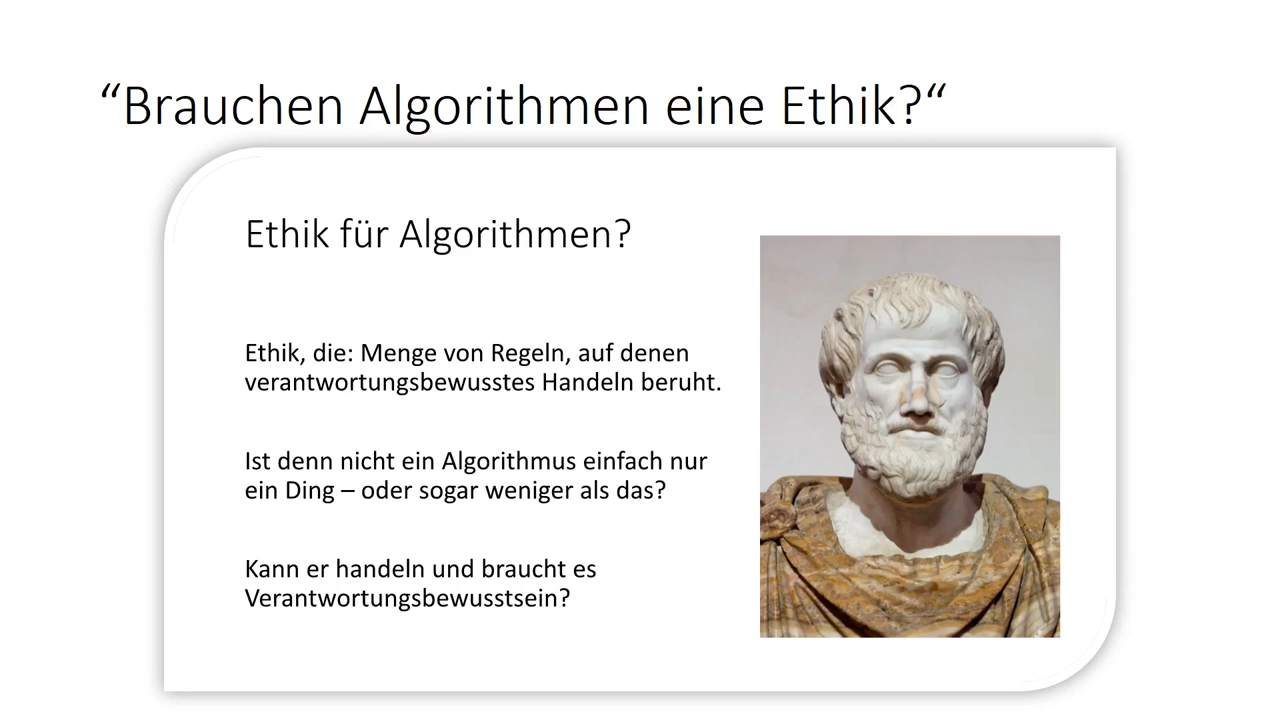 “Brauchen Algorithmen eine Ethik?“
Ethik für Algorithmen?
Ethik, die: Menge von Regeln, auf denen
verantwortungsbewusstes Handeln beruht.
Ist denn nicht ein Algorithmus einfach nur
ein Ding – oder sogar weniger als das?
Kann er handeln und braucht es
Verantwortungsbewusstsein?